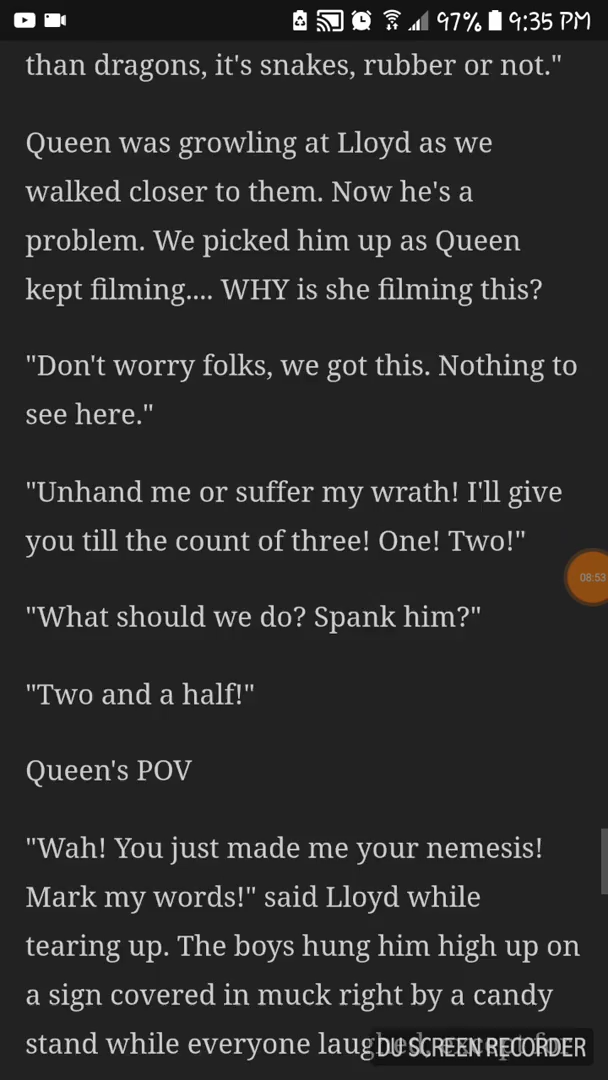 97% 9:35 PM
than dragons, it's snakes, rubber or not."
Queen was growling at Lloyd as we
walked closer to them. Now he's a
problem. We picked him up as Queen
kept filming.... WHY is she filming this?
"Don't worry folks, we got this. Nothing to
see here."
"Unhand me or suffer my wrath! I'll give
you till the count of three! One! Two!"
08:53
"What should we do? Spank him?"
"Two and a half!"
Queen's POV
"Wah! You just made me your nemesis!
Mark my words!" said Lloyd while
tearing up. The boys hung him high up on
a sign covered in muck right by a candy
stand while everyone laughed, except for
DU SCREEN RECORDER